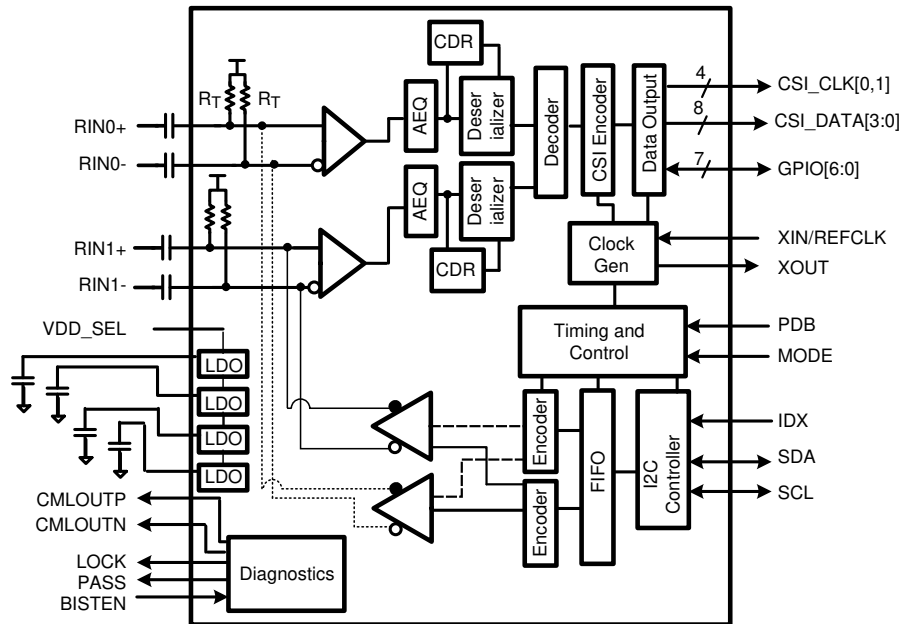 CDR
4
CSI_CLK[0,1]
RT RT
AEQ
Deser
ializer
Decoder
CSI Encoder
Data Output
8
CSI_DATA[3:0]
RIN0+
RIN0-
7
GPIO[6:0]
AEQ
Deser
ializer
RIN1+
RIN1-
CDR
Clock
Gen
XIN/REFCLK
XOUT
VDD_SEL
Timing and
Control
PDB
MODE
LDO
LDO
LDO
LDO
Encoder
Encoder
FIFO
I2C
Controller
IDX
SDA
SCL
CMLOUTP
CMLOUTN
LOCK
PASS
BISTEN
Diagnostics